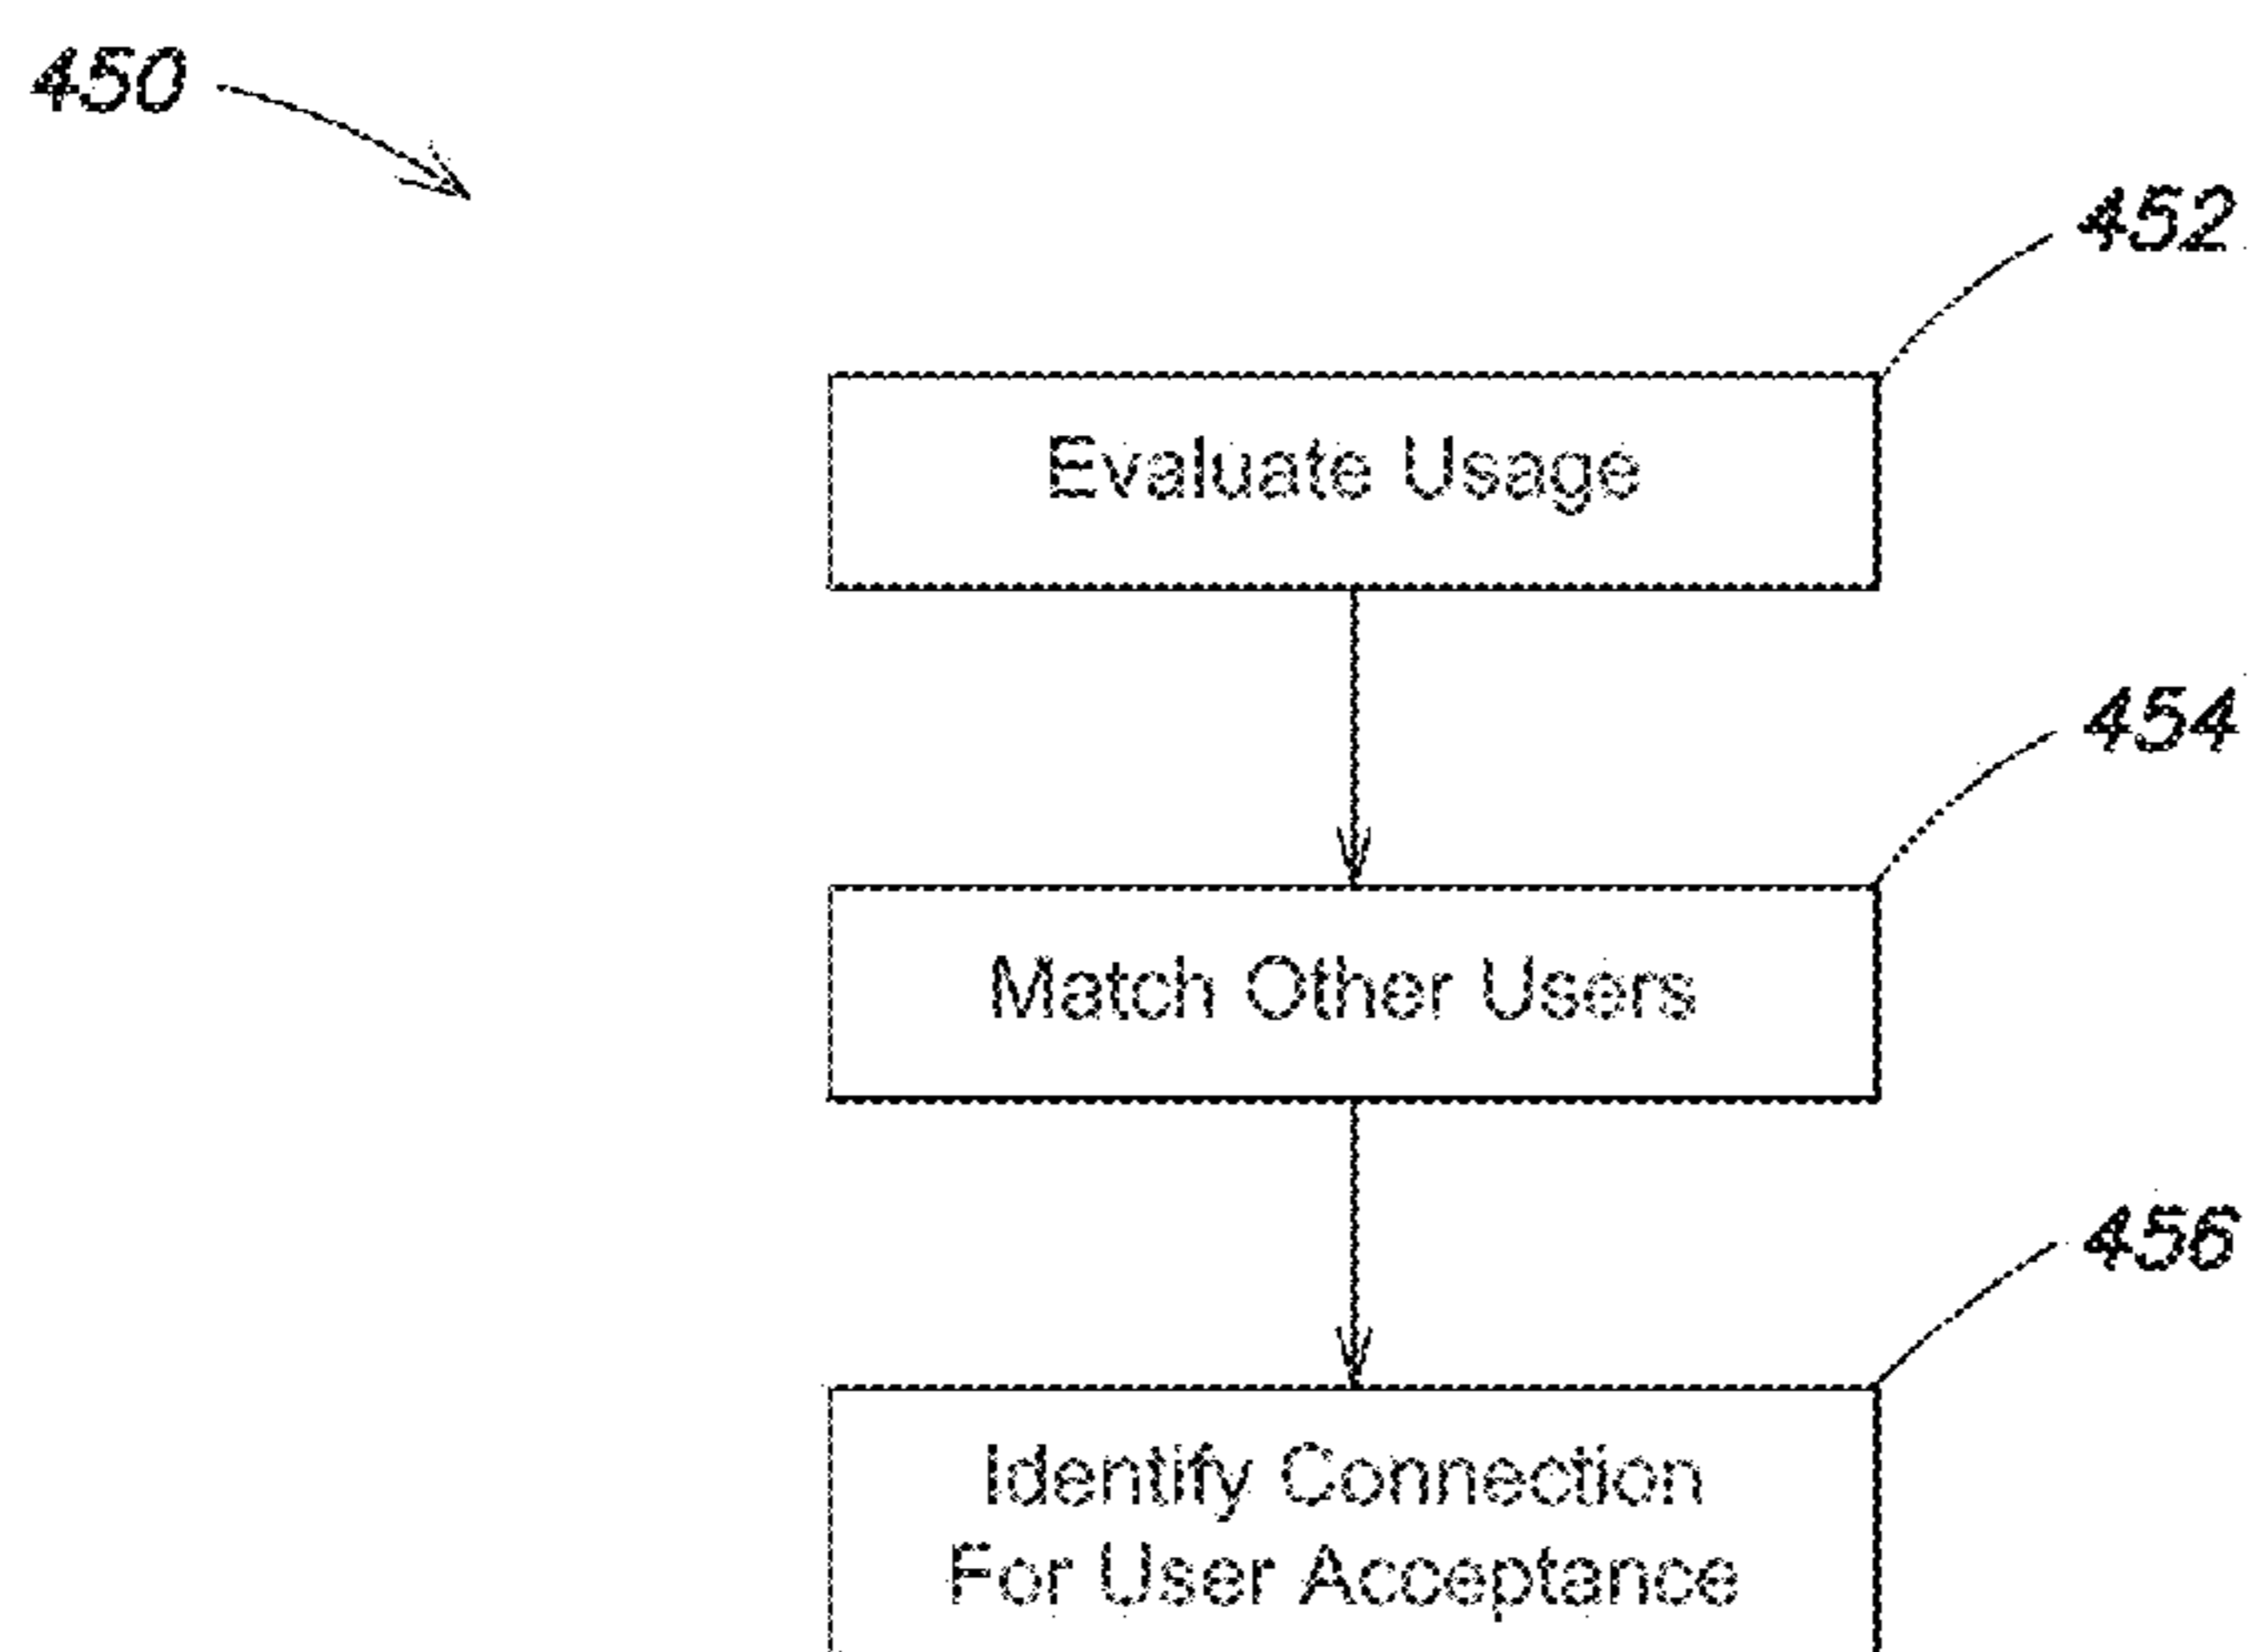 450
452
Evaluate Usage
454
Match Other Users
456
Identify Connection
For User Acceptance